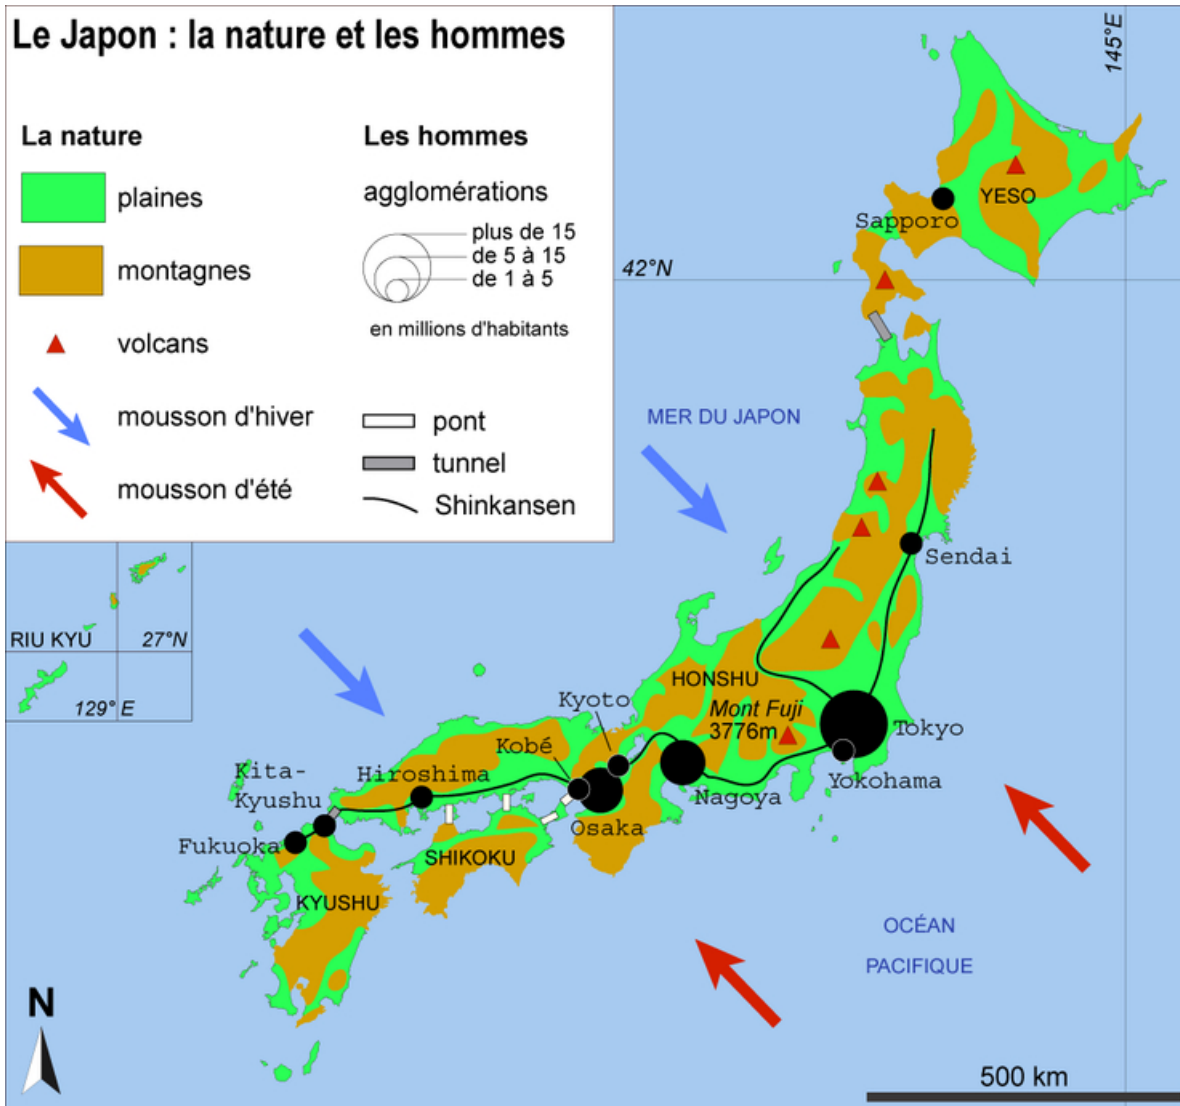 Le Japon : la nature et les hommes
La nature
plaines
montagnes
volcans
mousson d'hiver
mousson d'été
Les hommes
agglomérations
plus de 15
de 5 à 15
de 1 à 5
en millions d'habitants
pont
tunnel
Shinkansen
145°E
YESO
Sapporo
42°N
MER DU JAPON
Sendai
RIU KYU
27°N
129° E
HONSHU
Mont Fuji
3776m
Kyoto
Tokyo
Kobé
Yokohama
Kita-
Kyushu
Hiroshima
Nagoya
Osaka
Fukuoka
SHIKOKU
KYUSHU
OCÉAN
PACIFIQUE
N
500 km